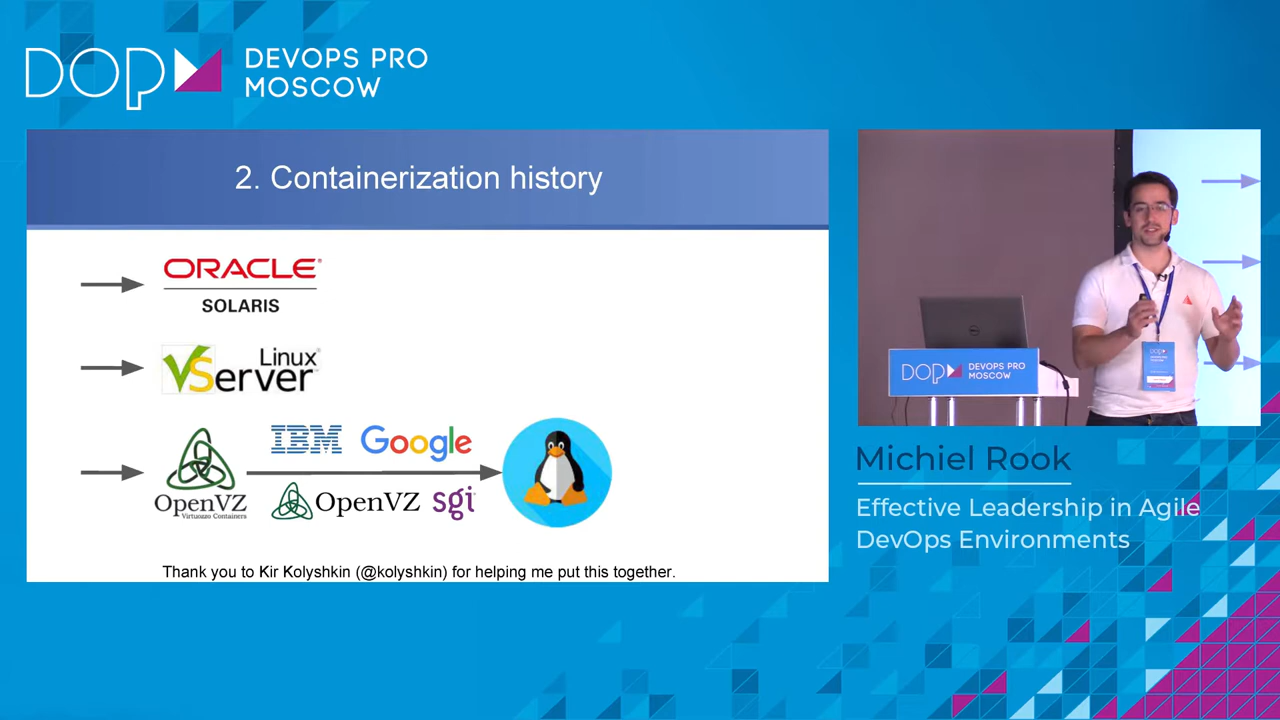 DOP
DEVOPS PRO
MOSCOW
2. Containerization history
ORACLE®
SOLARIS
Linux
VServer
OpenVZ
Virtuozzo Containers
IBM
Google
OpenVZ
sgi
Thank you to Kir Kolyshkin (@kolyshkin) for helping me put this together.
DOP
DEVOPS PRO
MOSCOW
Michiel Rook
Effective Leadership in Agile
DevOps Environments